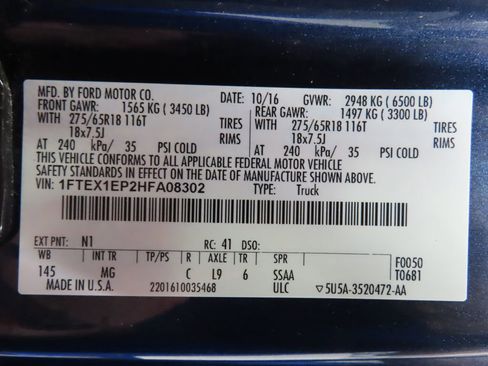 MFD. BY FORD MOTOR CO. DATE: 10/16 GVWR: 2948 KG ( 6500 LB)
FRONT GAWR: 1565 KG ( 3450 LB) REAR GAWR: 1497 KG ( 3300 LB)
WITH 275/65R18 116T TIRES WITH 275/65R18 116T TIRES
18x7.5J RIMS 18x7.5J RIMS
AT 240 kPa/ 35 PSI COLD AT 240 kPa/ 35 PSI COLD
THIS VEHICLE CONFORMS TO ALL APPLICABLE FEDERAL MOTOR VEHICLE
SAFETY STANDARDS IN EFFECT ON THE DATE OF MANUFACTURE SHOWN ABOVE.
VIN: 1FTEX1EP2HFA08302 TYPE: Truck
EXT PNT: N1 RC: 41 DSO:
WB INT TR TP/PS R AXLE TR SPR F0050
145 MG C L9 6 SSAA T0681
MADE IN U.S.A. 2201610035468 ULC 5U5A-3520472-AA